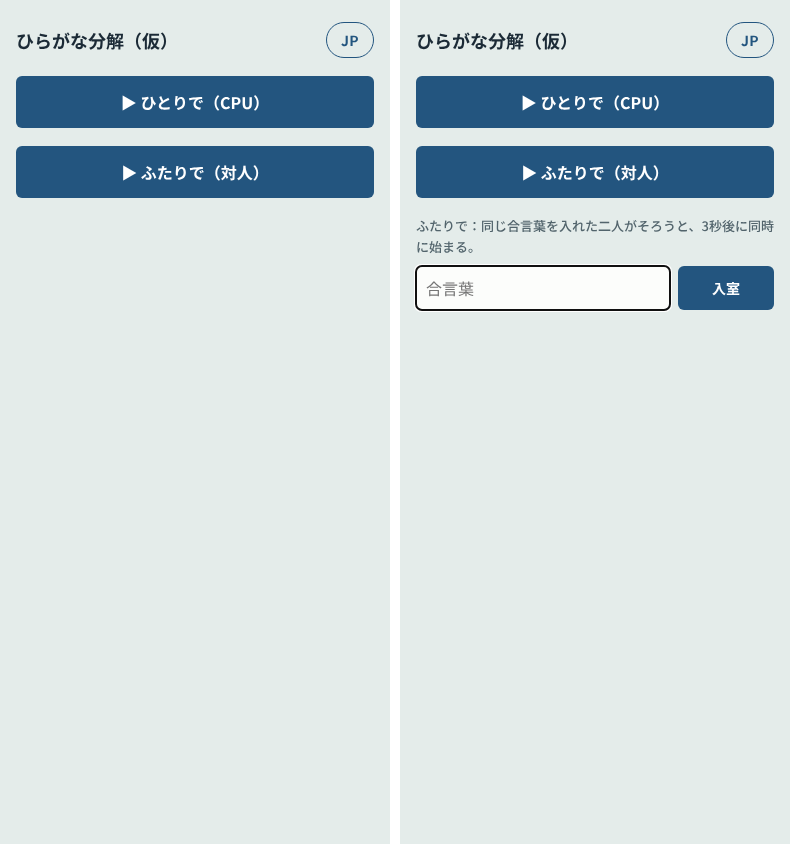 ひらがな分解（仮）
JP
▶ ひとりで（CPU）
▶ ふたりで（対人）
ひらがな分解（仮）
JP
▶ ひとりで（CPU）
▶ ふたりで（対人）
ふたりで：同じ合言葉を入れた二人がそろうと、3秒後に同時
に始まる。
合言葉
入室